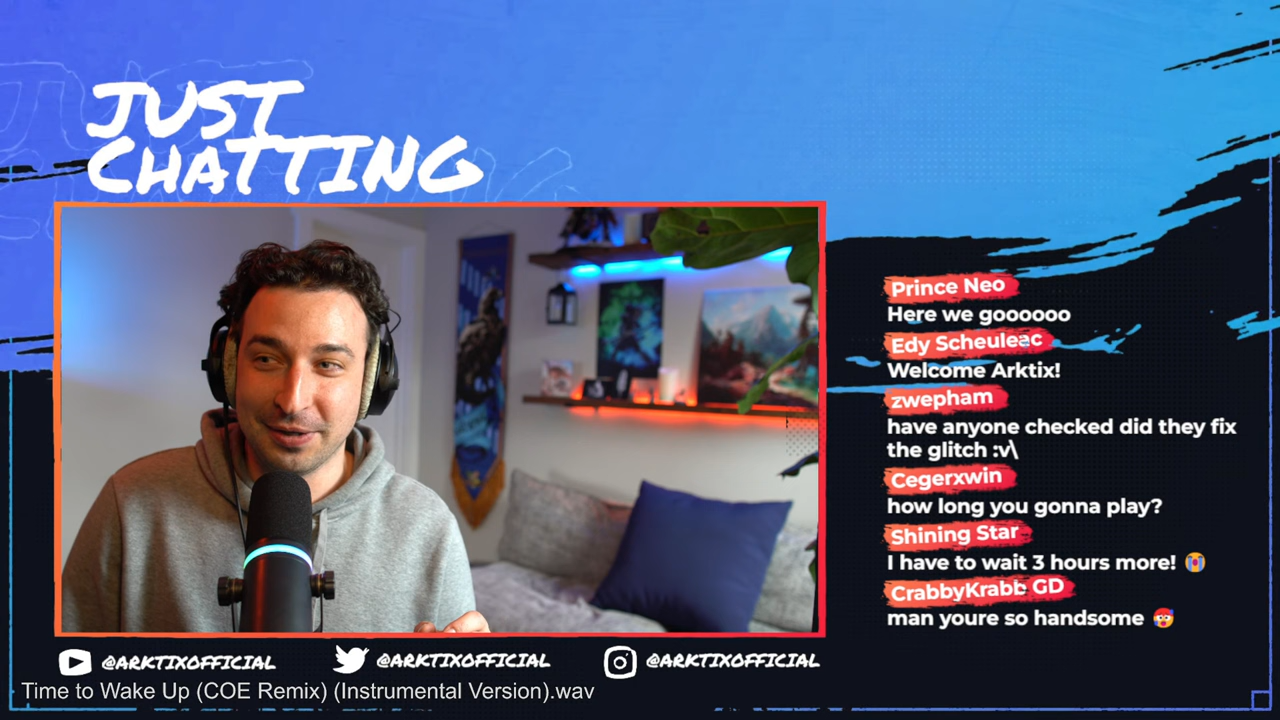 JUST
CHATTING
Prince Neo
Here we goooooo
Edy Scheuleac
Welcome Arktix!
zwepham
have anyone checked did they fix
the glitch :v\
Cegerxwin
how long you gonna play?
Shining Star
I have to wait 3 hours more! 😭
CrabbyKrabb GD
man youre so handsome 🥵
@ARKTIXOFFICIAL
@ARKTIXOFFICIAL
@ARKTIXOFFICIAL
Time to Wake Up (COE Remix) (Instrumental Version).wav